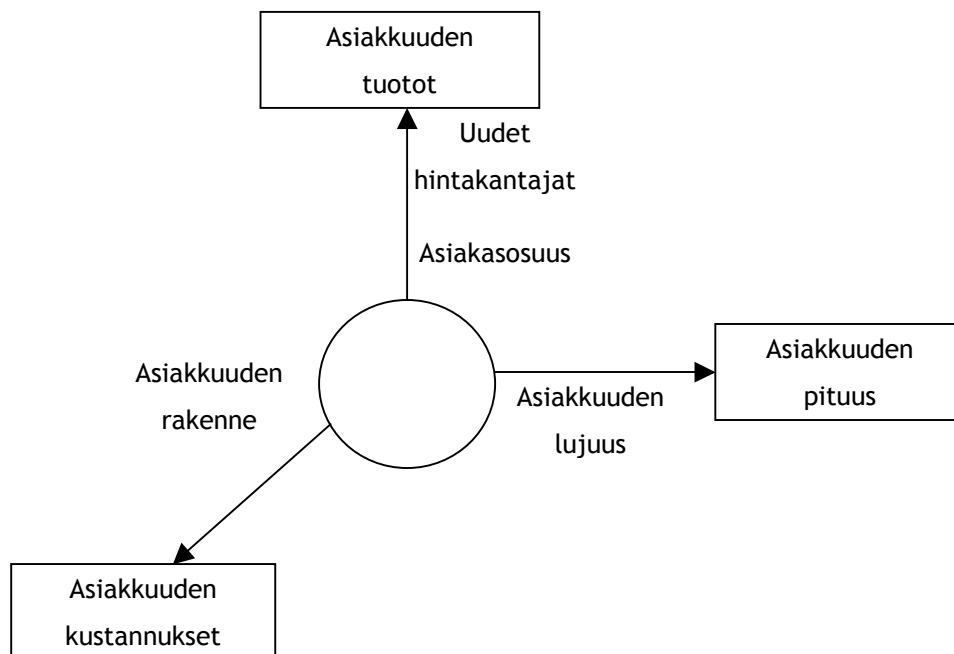 Asiakkuuden
tuotot
Uudet
hintakantajat
Asiakasosuus
Asiakkuuden
rakenne
Asiakkuuden
lujuus
Asiakkuuden
pituus
Asiakkuuden
kustannukset